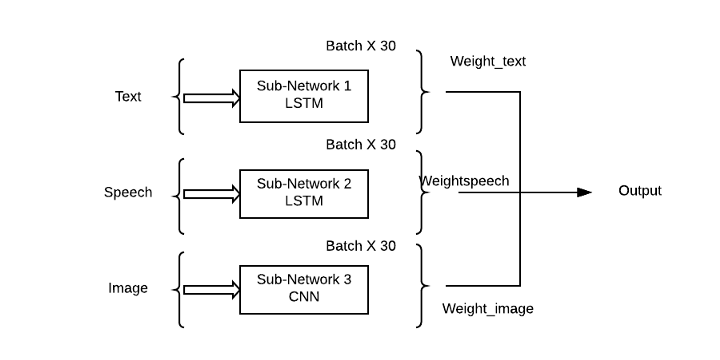 Batch X 30
Weight_text
Text
Sub-Network 1
LSTM
Batch X 30
Speech
Sub-Network 2
LSTM
Weightspeech
Output
Batch X 30
Image
Sub-Network 3
CNN
Weight_image